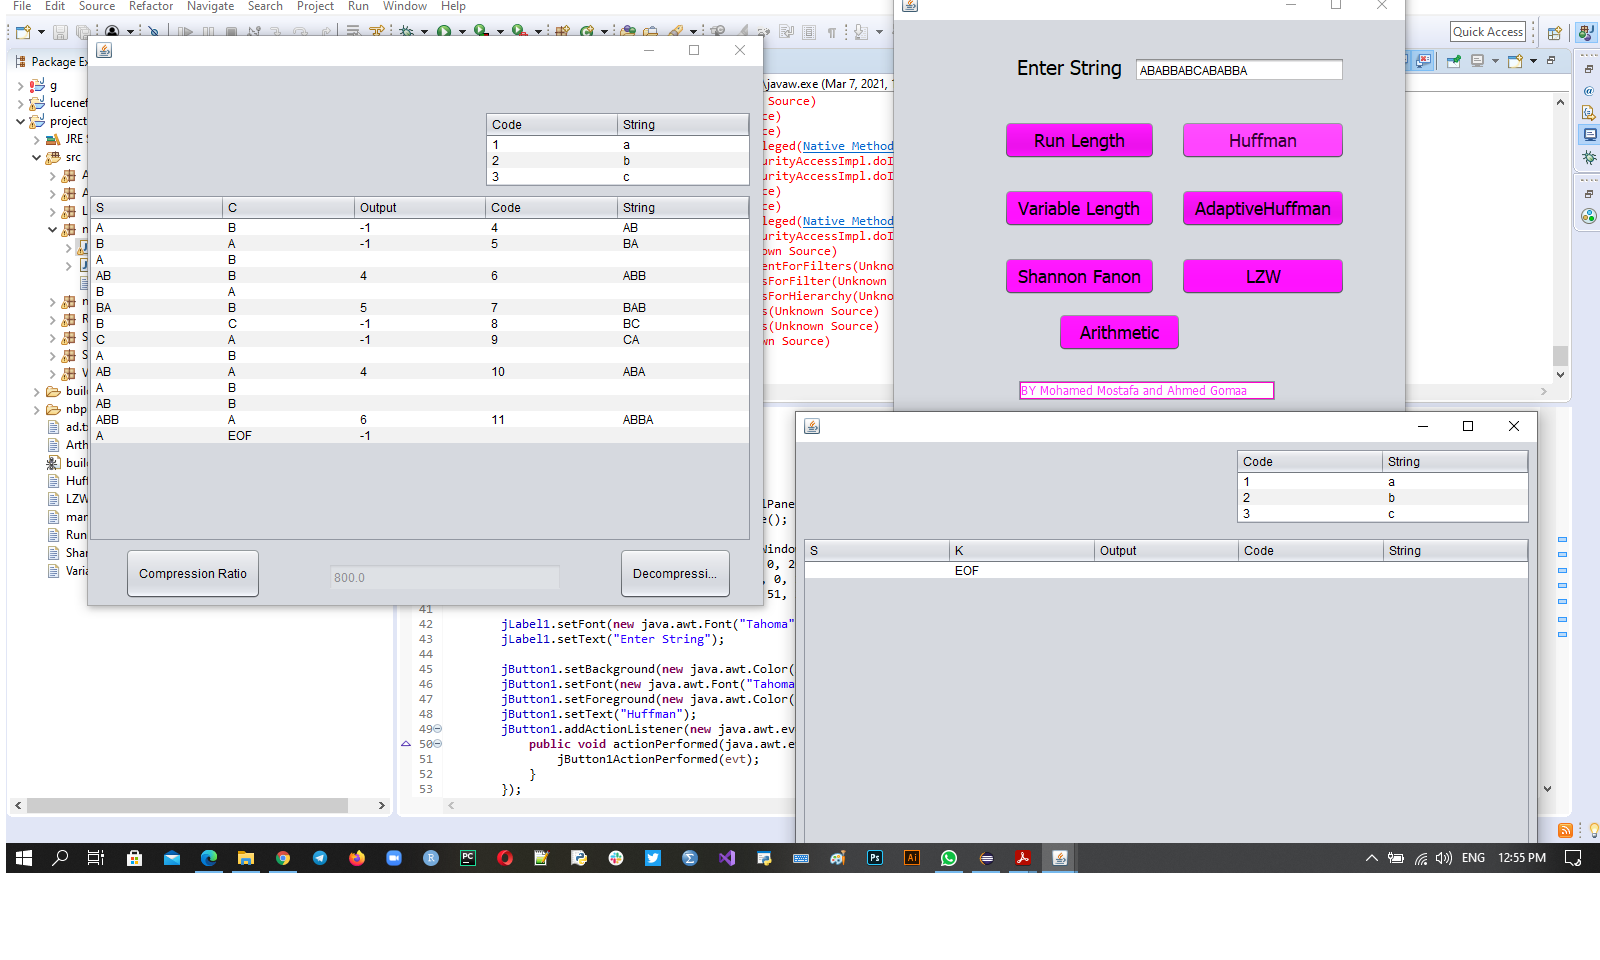 File Edit Source Refactor Navigate Search Project Run Window Help
Quick Access
Package Ex
g
lucenef
project
JRE
src
buil
nbp
ad.tx
Arth
buil
Huf
LZW
mar
Run
Shar
Varia
Code String
1 a
2 b
3 c
S C Output Code String
A B -1 4 AB
B A -1 5 BA
A B
AB B 4 6 ABB
B A
BA B 5 7 BAB
B C -1 8 BC
C A -1 9 CA
A B
AB A 4 10 ABA
A B
AB B
ABB A 6 11 ABBA
A EOF -1
Compression Ratio 800.0 Decompressi...
\javaw.exe (Mar 7, 2021,
Source)
ce)
ce)
leged(Native Method
urityAccessImpl.doI
urityAccessImpl.doI
ce)
ce)
leged(Native Method
urityAccessImpl.doI
wn Source)
entForFilters(Unkno
sForFilter(Unknown
sForHierarchy(Unkno
s(Unknown Source)
s(Unknown Source)
wn Source)
Enter String ABABBABCABABBA
Run Length Huffman
Variable Length AdaptiveHuffman
Shannon Fanon LZW
Arithmetic
BY Mohamed Mostafa and Ahmed Gomaa
lPane
e();
Windo
0, 2
, 0,
51,
41
42 jLabel1.setFont(new java.awt.Font("Tahoma"
43 jLabel1.setText("Enter String");
44
45 jButton1.setBackground(new java.awt.Color(
46 jButton1.setFont(new java.awt.Font("Tahoma
47 jButton1.setForeground(new java.awt.Color(
48 jButton1.setText("Huffman");
49 jButton1.addActionListener(new java.awt.ev
50 public void actionPerformed(java.awt.e
51 jButton1ActionPerformed(evt);
52 }
53 });
Code String
1 a
2 b
3 c
S K Output Code String
EOF
ENG 12:55 PM